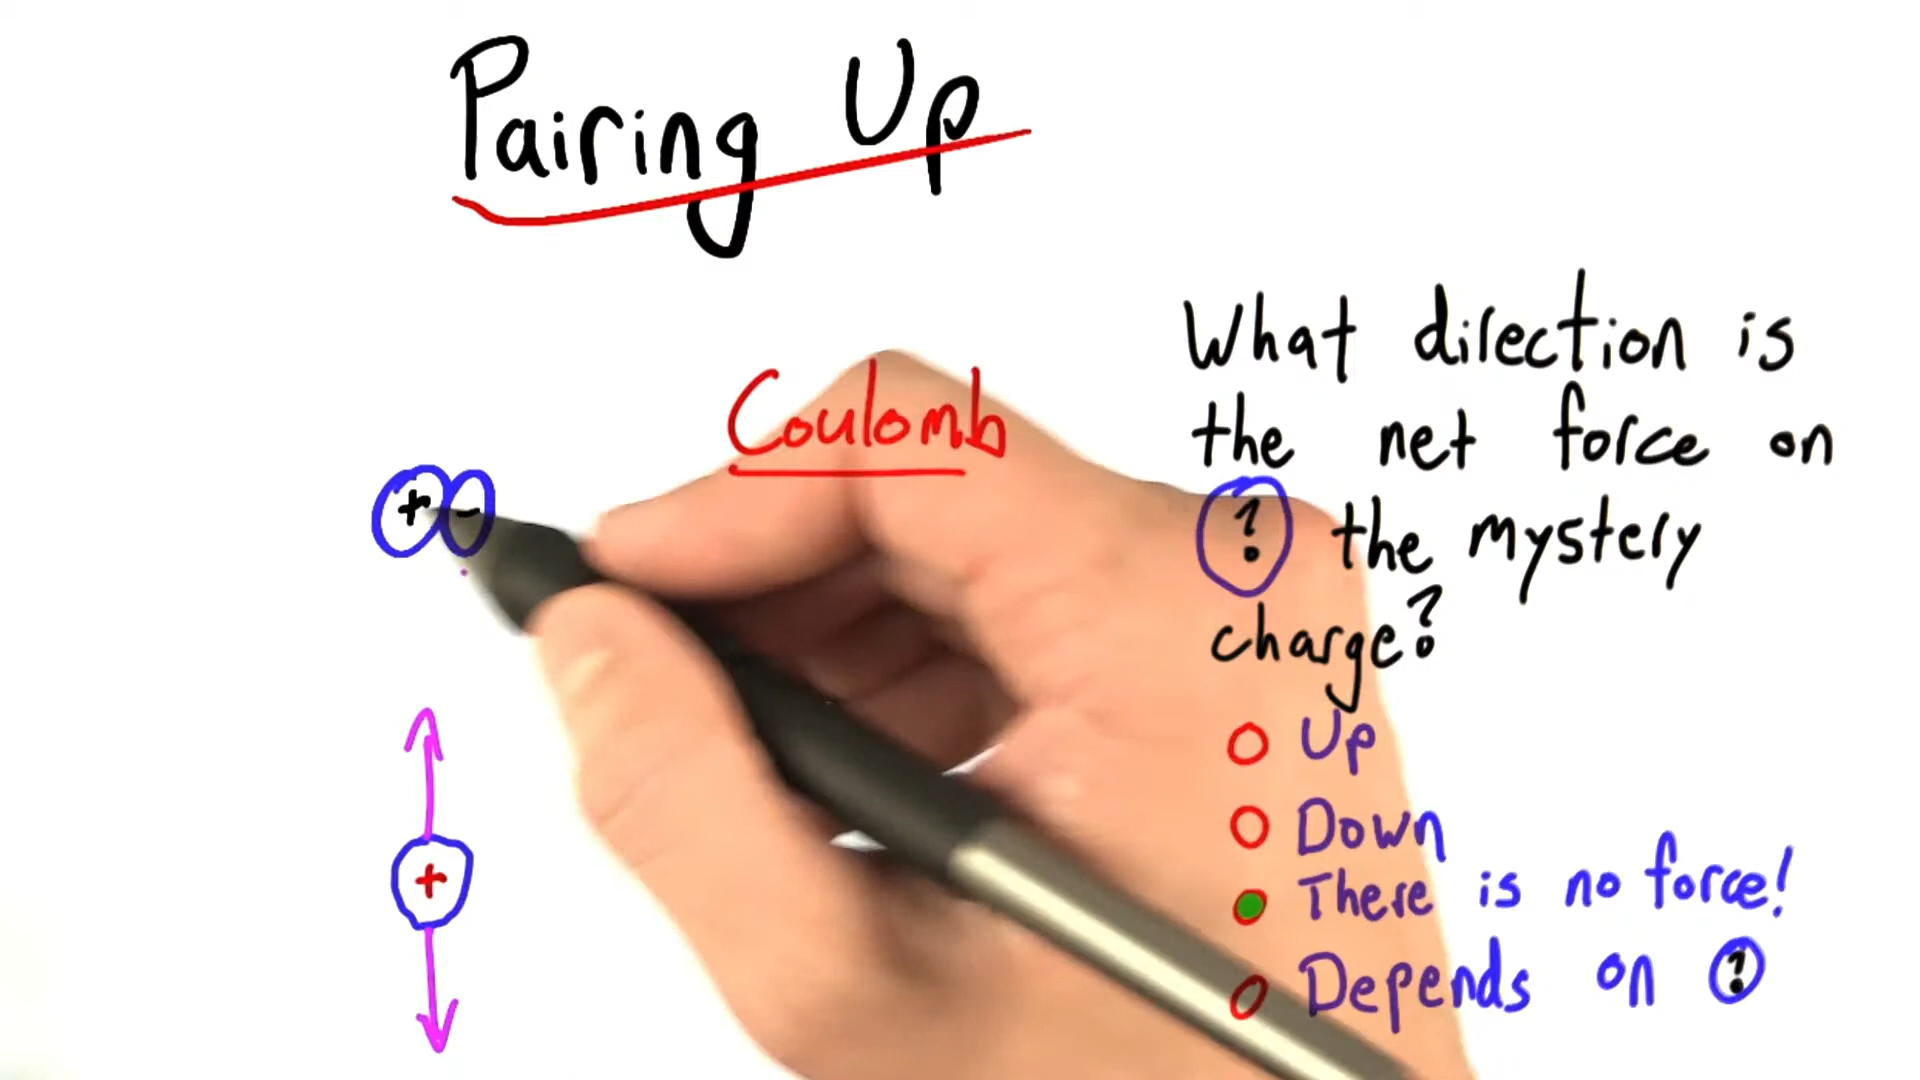 Pairing Up
Coulomb
+ -
+
What direction is
the net force on
? the mystery
charge?
Up
Down
There is no force!
Depends on ?